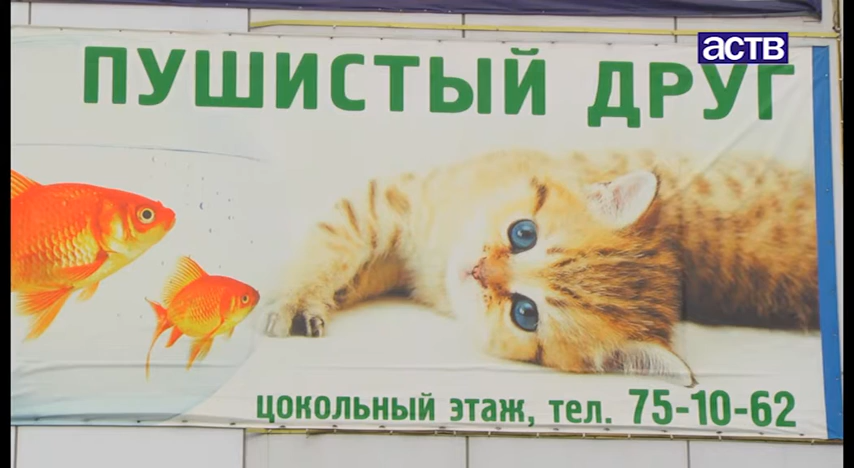 аств
ПУШИСТЫЙ ДРУГ
цокольный этаж, тел. 75-10-62